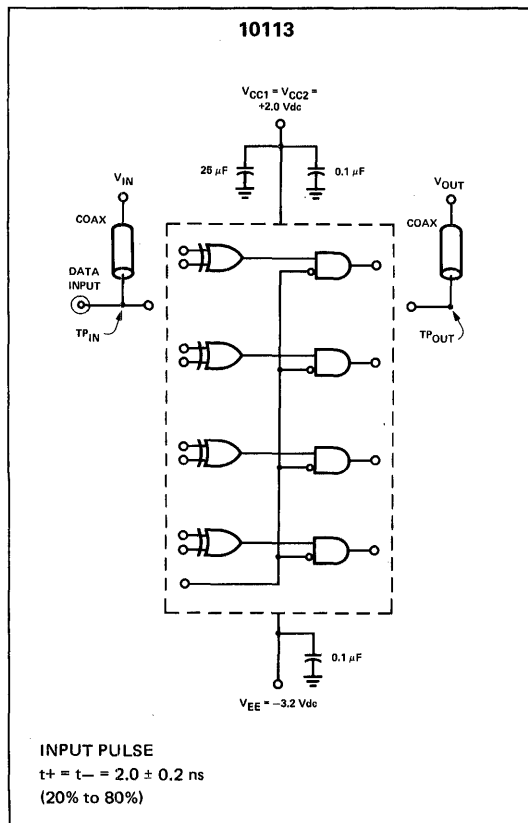 10113
VCC1 = VCC2 =
+2.0 Vdc
25 μF
0.1 μF
VIN
VOUT
COAX
COAX
DATA
INPUT
TPIN
TPOUT
0.1 μF
VEE = −3.2 Vdc
INPUT PULSE
t+ = t− = 2.0 ± 0.2 ns
(20% to 80%)